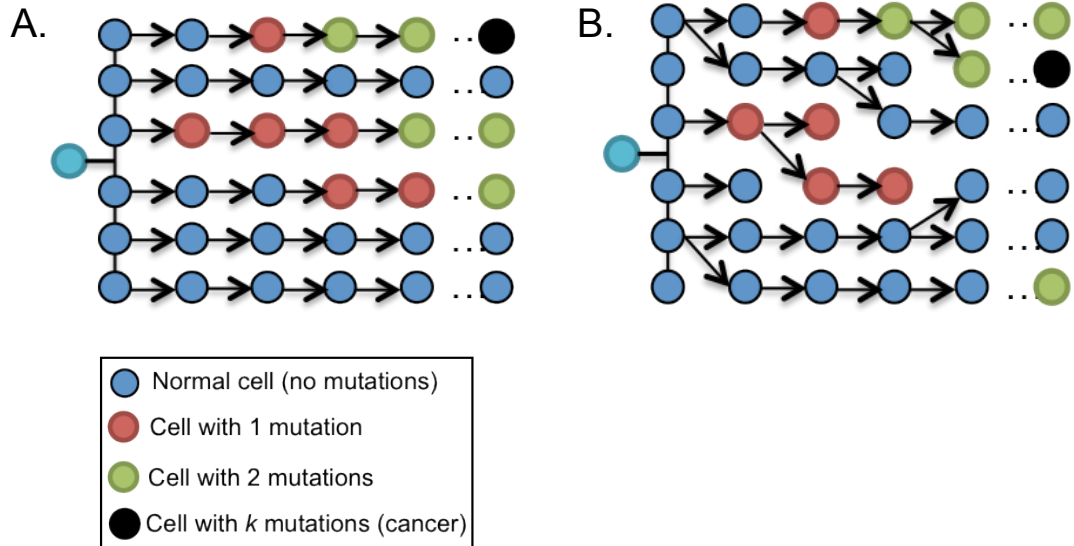 A.
B.
...
...
...
...
...
...
...
...
...
...
...
...
Normal cell (no mutations)
Cell with 1 mutation
Cell with 2 mutations
Cell with k mutations (cancer)